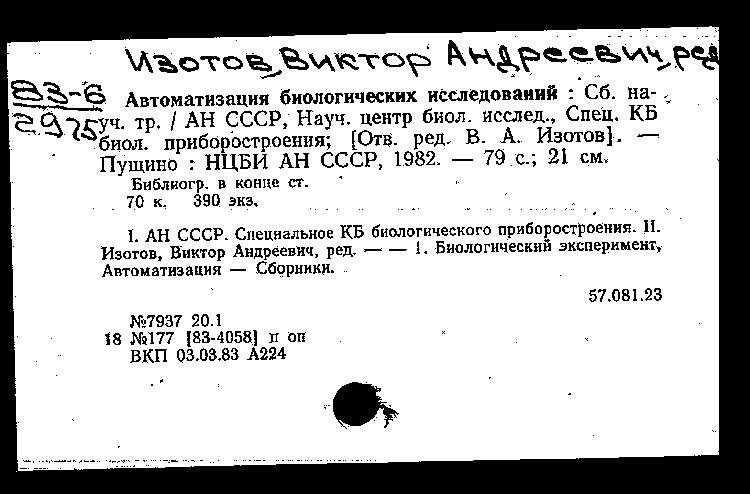 Изотов, Виктор Андреевич, ред
83-6
2975
Автоматизация биологических исследований : Сб. на-
уч. тр. / АН СССР, Науч. центр биол. исслед., Спец. КБ
биол. приборостроения; [Отв. ред. В. А. Изотов]. —
Пущино : НЦБИ АН СССР, 1982. — 79 с.; 21 см.
Библиогр. в конце ст.
70 к. 390 экз.
I. АН СССР. Специальное КБ биологического приборостроения. II.
Изотов, Виктор Андреевич, ред. — — 1. Биологический эксперимент,
Автоматизация — Сборники.
57.081.23
№7937 20.1
18 №177 [83-4058] п оп
ВКП 03.03.83 А224